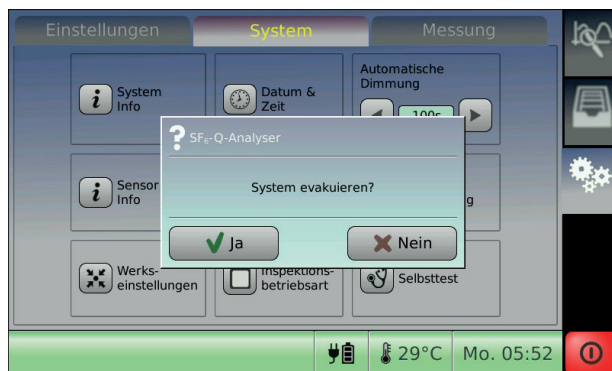 Einstellungen
System
Messung
System
Info
Datum &
Zeit
Automatische
Dimmung
100s
SF₆-Q-Analyser
System evakuieren?
Ja
Nein
Sensor
Info
g
Werks-
einstellungen
Inspektions-
betriebsart
Selbsttest
29°C
Mo. 05:52